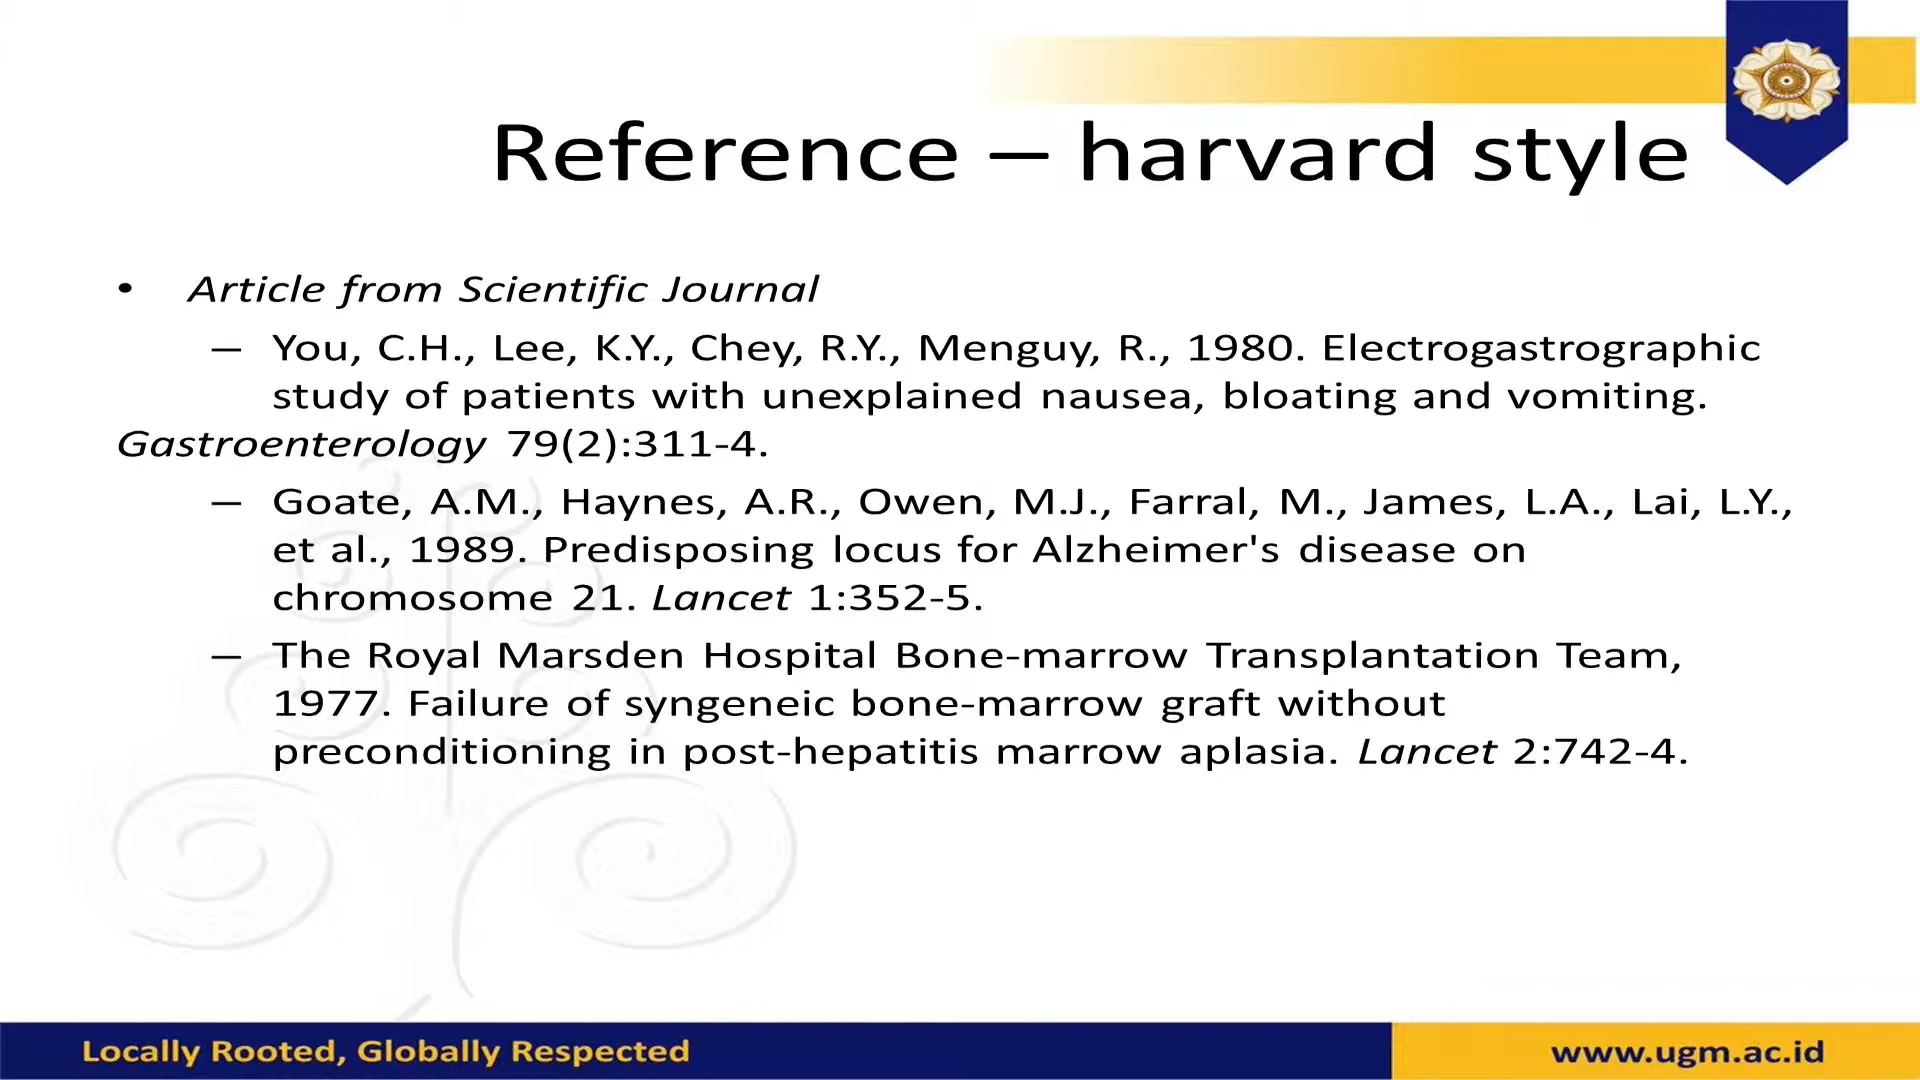 Reference – harvard style
• Article from Scientific Journal
– You, C.H., Lee, K.Y., Chey, R.Y., Menguy, R., 1980. Electrogastrographic
study of patients with unexplained nausea, bloating and vomiting.
Gastroenterology 79(2):311-4.
– Goate, A.M., Haynes, A.R., Owen, M.J., Farral, M., James, L.A., Lai, L.Y.,
et al., 1989. Predisposing locus for Alzheimer's disease on
chromosome 21. Lancet 1:352-5.
– The Royal Marsden Hospital Bone-marrow Transplantation Team,
1977. Failure of syngeneic bone-marrow graft without
preconditioning in post-hepatitis marrow aplasia. Lancet 2:742-4.
Locally Rooted, Globally Respected
www.ugm.ac.id